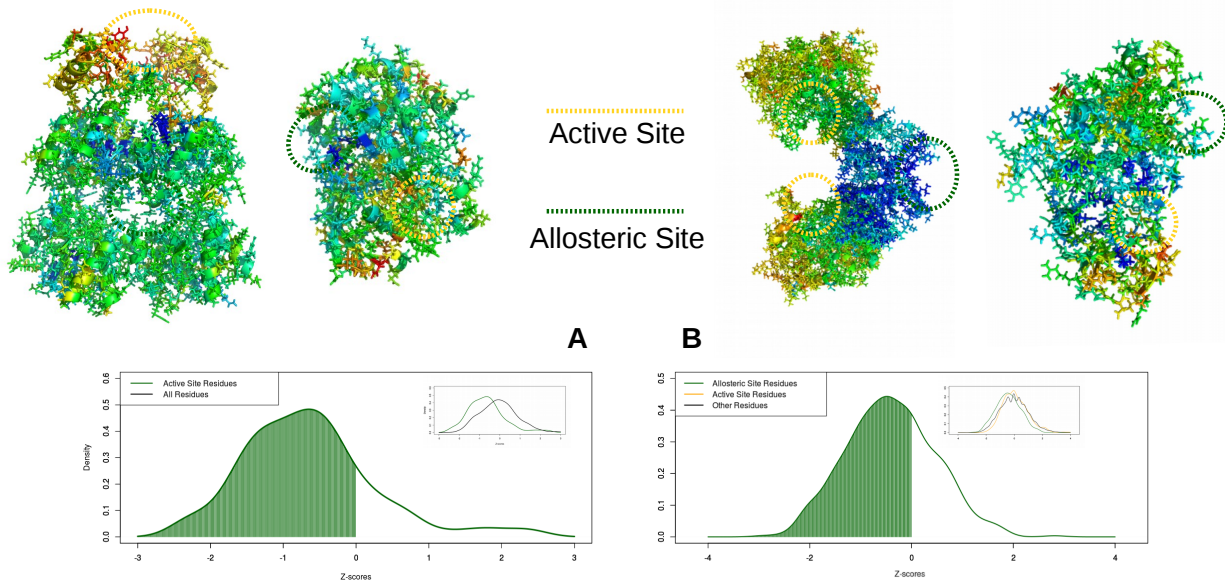 Active Site
Allosteric Site
A
B
Active Site Residues
All Residues
Density
0.0
0.1
0.2
0.3
0.4
0.5
0.6
-3
-2
-1
0
1
2
3
Z-scores
Allosteric Site Residues
Active Site Residues
Other Residues
0.0
0.1
0.2
0.3
0.4
0.5
-4
-2
0
2
4
Z-scores